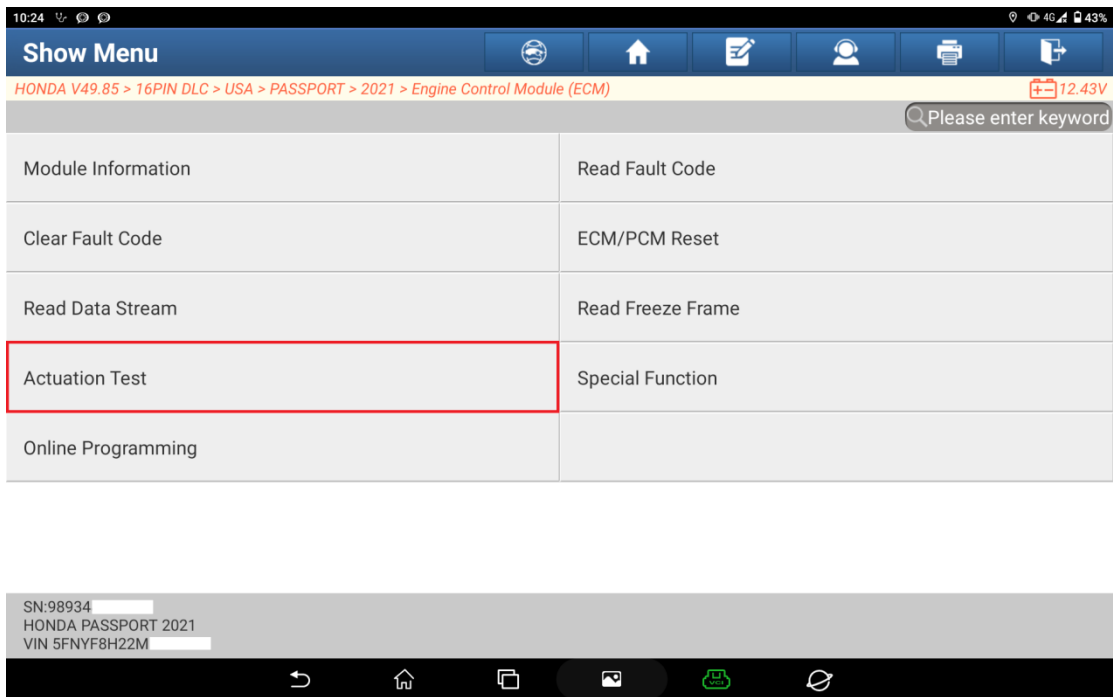 10:24 4G 43%
Show Menu
HONDA V49.85 > 16PIN DLC > USA > PASSPORT > 2021 > Engine Control Module (ECM) 12.43V
Please enter keyword
Module Information Read Fault Code
Clear Fault Code ECM/PCM Reset
Read Data Stream Read Freeze Frame
Actuation Test Special Function
Online Programming
SN:98934
HONDA PASSPORT 2021
VIN 5FNYF8H22M
VCI